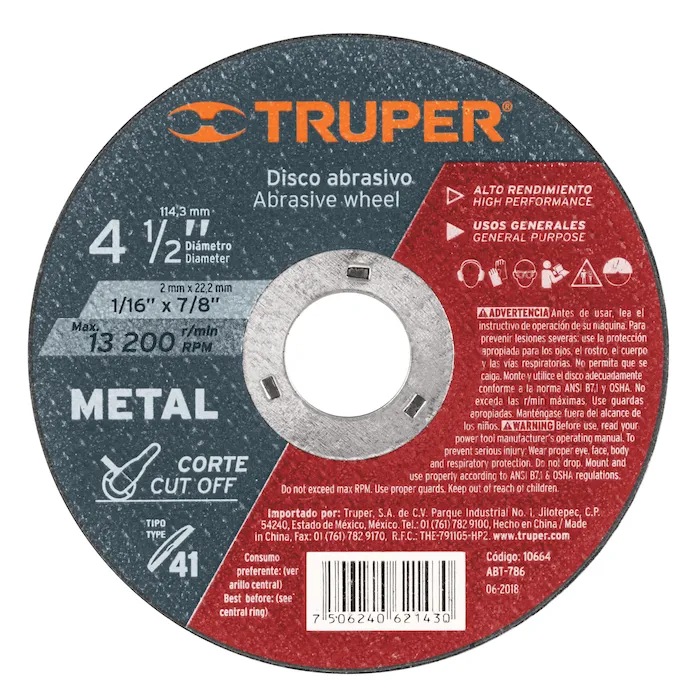 TRUPER®
Disco abrasivo
Abrasive wheel
114,3 mm
4 1/2"
Diámetro
Diameter
2 mm x 22,2 mm
1/16" x 7/8"
Max. 13 200 r/min
RPM
METAL
CORTE
CUT OFF
TIPO
TYPE
41
ALTO RENDIMIENTO
HIGH PERFORMANCE
USOS GENERALES
GENERAL PURPOSE
ADVERTENCIA Antes de usar, lea el
instructivo de operación de su máquina. Para
prevenir lesiones severas: use la protección
apropiada para los ojos, el rostro, el cuerpo
y las vías respiratorias. No permita que se
caiga. Monte y utilice el disco adecuadamente
conforme a la norma ANSI B7.1 y OSHA. No
exceda las r/min máximas. Use guardas
apropiadas. Manténgase fuera del alcance de
los niños. WARNING Before use, read your
power tool manufacturer's operating manual. To
prevent serious injury: Wear proper eye, face, body
and respiratory protection. Do not drop. Mount and
use properly according to ANSI B7.1 & OSHA regulations.
Do not exceed max RPM. Use proper guards. Keep out of reach of children.
Importado por: Truper, S.A. de C.V. Parque Industrial No. 1, Jilotepec, C.P.
54240, Estado de México, México. Tel.: 01 (761) 782 9100, Hecho en China / Made
in China, Fax: 01 (761) 782 9170, R.F.C.: THE-791105-HP2. www.truper.com
Consumo
preferente: (ver
arillo central)
Best before: (see
central ring)
7 506240 621430
Código: 10664
ABT-786
06-2018